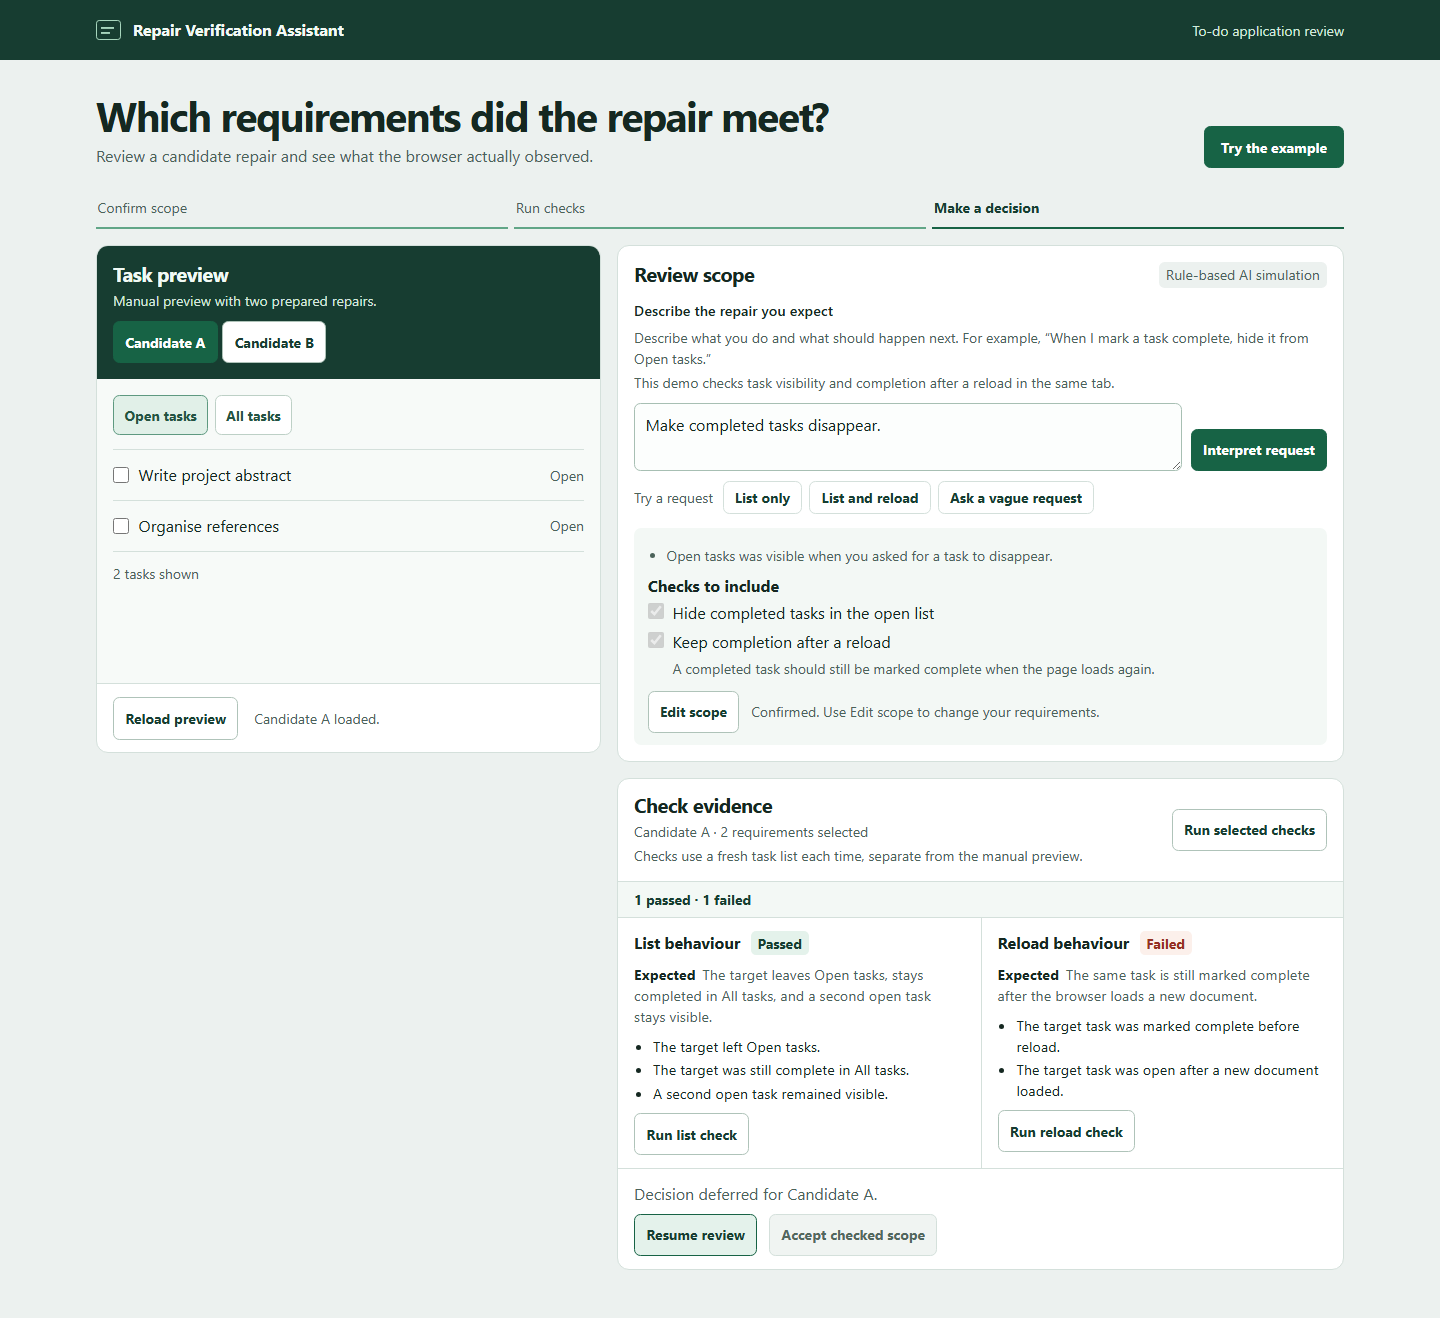 Repair Verification Assistant
To-do application review
Which requirements did the repair meet?
Review a candidate repair and see what the browser actually observed.
Try the example
Confirm scope
Run checks
Make a decision
Task preview
Manual preview with two prepared repairs.
Candidate A
Candidate B
Open tasks
All tasks
Write project abstract
Open
Organise references
Open
2 tasks shown
Reload preview
Candidate A loaded.
Review scope
Rule-based AI simulation
Describe the repair you expect
Describe what you do and what should happen next. For example, “When I mark a task complete, hide it from
Open tasks.”
This demo checks task visibility and completion after a reload in the same tab.
Make completed tasks disappear.
Interpret request
Try a request
List only
List and reload
Ask a vague request
• Open tasks was visible when you asked for a task to disappear.
Checks to include
Hide completed tasks in the open list
Keep completion after a reload
A completed task should still be marked complete when the page loads again.
Edit scope
Confirmed. Use Edit scope to change your requirements.
Check evidence
Candidate A · 2 requirements selected
Checks use a fresh task list each time, separate from the manual preview.
Run selected checks
1 passed · 1 failed
List behaviour
Passed
Expected The target leaves Open tasks, stays
completed in All tasks, and a second open task
stays visible.
• The target left Open tasks.
• The target was still complete in All tasks.
• A second open task remained visible.
Run list check
Reload behaviour
Failed
Expected The same task is still marked complete
after the browser loads a new document.
• The target task was marked complete before
reload.
• The target task was open after a new document
loaded.
Run reload check
Decision deferred for Candidate A.
Resume review
Accept checked scope